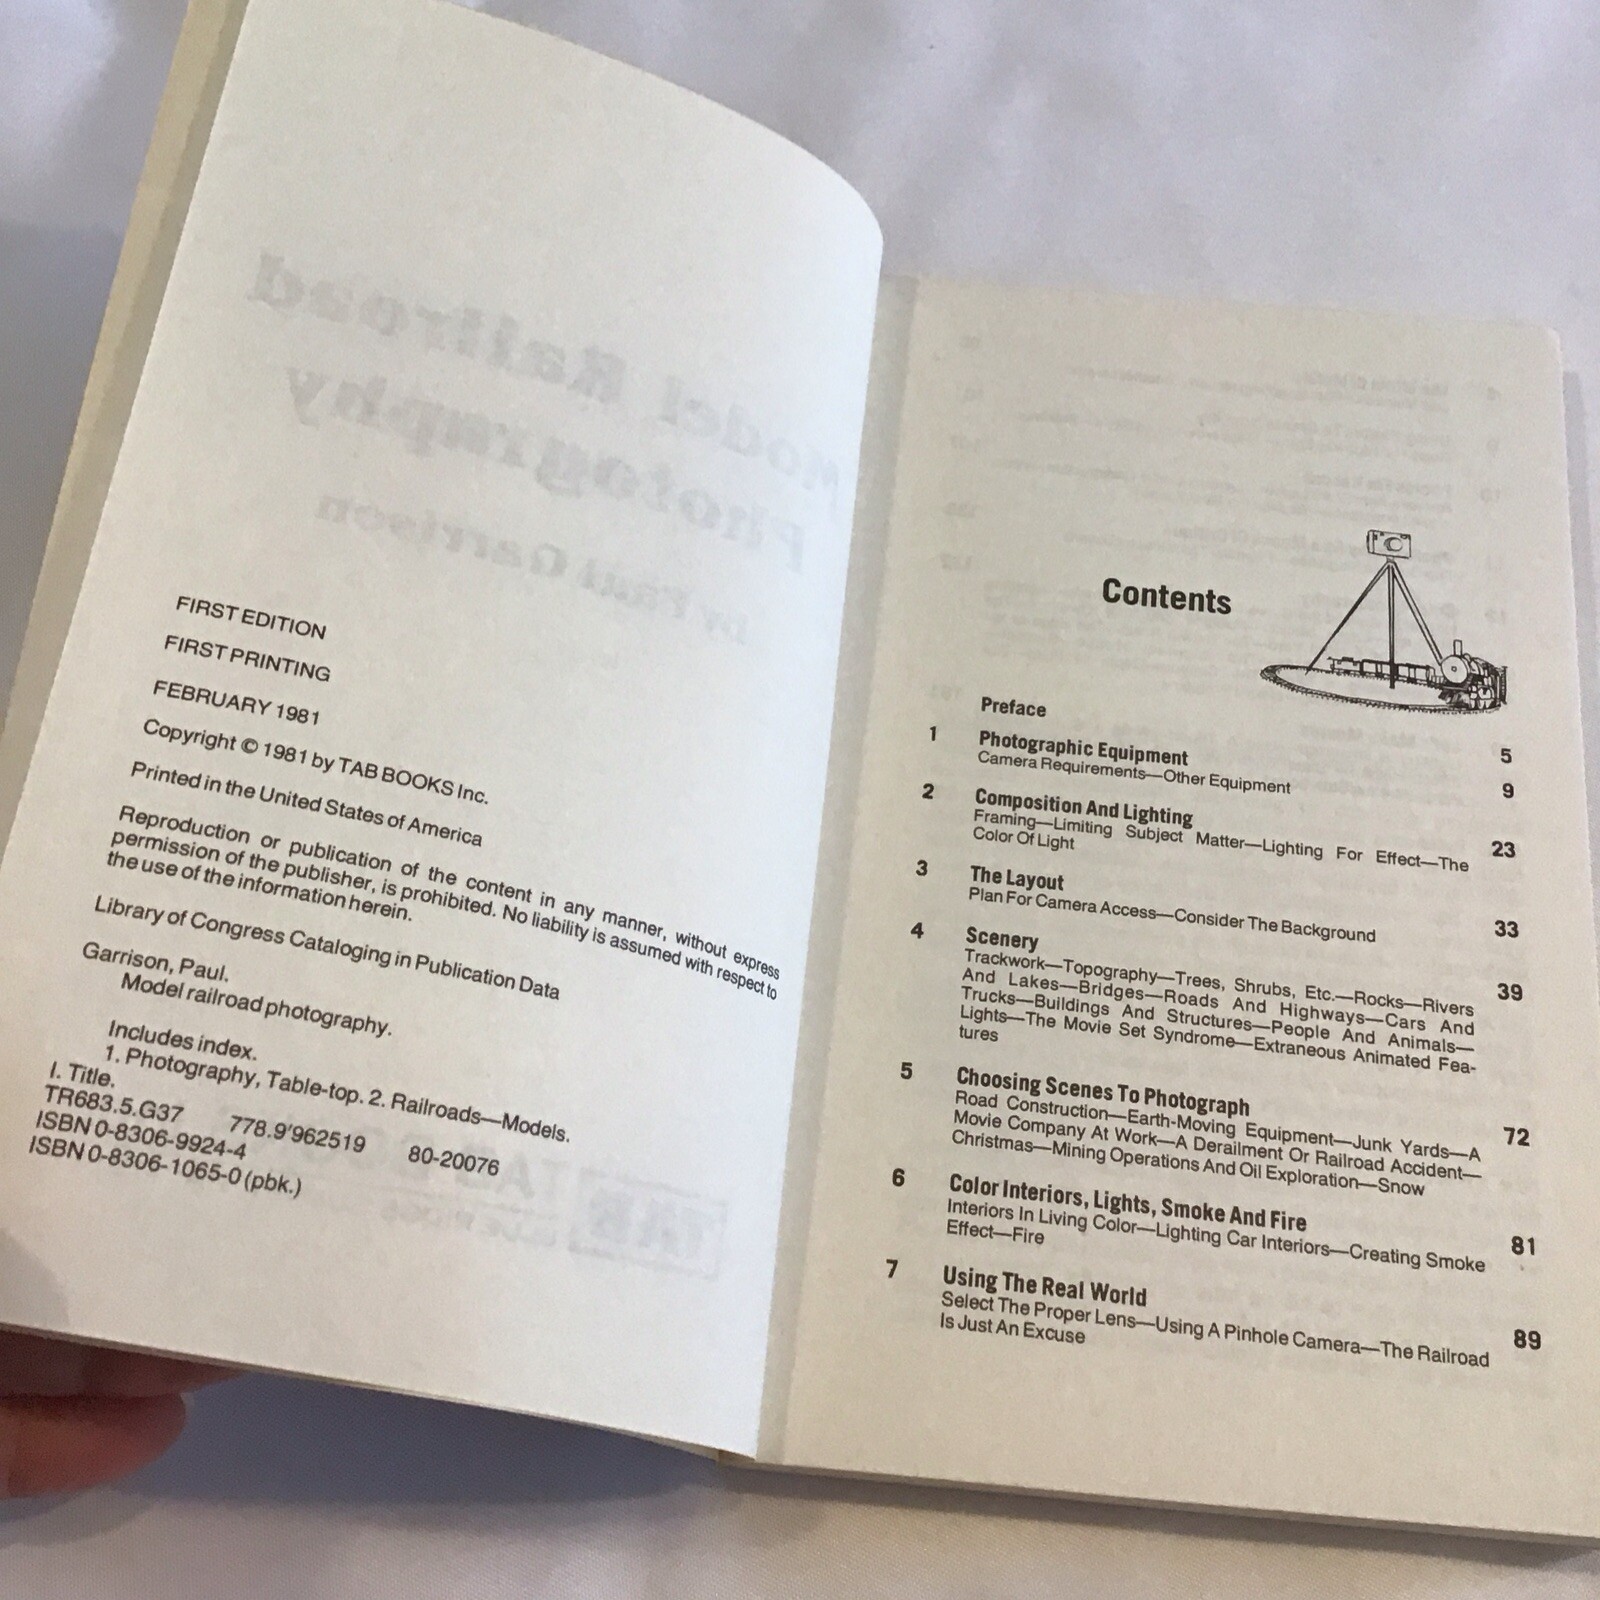 FIRST EDITION
FIRST PRINTING
FEBRUARY 1981
Copyright © 1981 by TAB BOOKS Inc.
Printed in the United States of America
Reproduction or publication of the content in any manner, without express
permission of the publisher, is prohibited. No liability is assumed with respect to
the use of the information herein.
Library of Congress Cataloging in Publication Data
Garrison, Paul.
Model railroad photography.
Includes index.
1. Photography, Table-top. 2. Railroads—Models.
I. Title.
TR683.5.G37 778.9'962519 80-20076
ISBN 0-8306-9924-4
ISBN 0-8306-1065-0 (pbk.)
Contents
Preface 5
1 Photographic Equipment 9
Camera Requirements—Other Equipment
2 Composition And Lighting 23
Framing—Limiting Subject Matter—Lighting For Effect—The
Color Of Light
3 The Layout 33
Plan For Camera Access—Consider The Background
4 Scenery 39
Trackwork—Topography—Trees, Shrubs, Etc.—Rocks—Rivers
And Lakes—Bridges—Roads And Highways—Cars And
Trucks—Buildings And Structures—People And Animals—
Lights—The Movie Set Syndrome—Extraneous Animated Fea-
tures
5 Choosing Scenes To Photograph 72
Road Construction—Earth-Moving Equipment—Junk Yards—A
Movie Company At Work—A Derailment Or Railroad Accident—
Christmas—Mining Operations And Oil Exploration—Snow
6 Color Interiors, Lights, Smoke And Fire 81
Interiors In Living Color—Lighting Car Interiors—Creating Smoke
Effect—Fire
7 Using The Real World 89
Select The Proper Lens—Using A Pinhole Camera—The Railroad
Is Just An Excuse